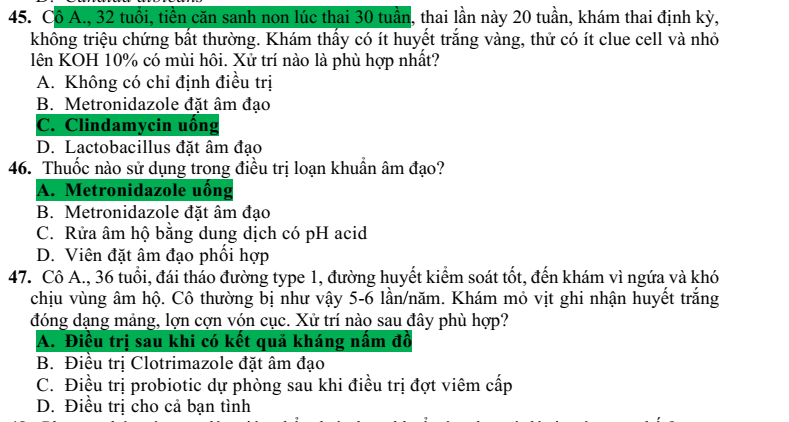 45. Cô A., 32 tuổi, tiền căn sanh non lúc thai 30 tuần, thai lần này 20 tuần, khám thai định kỳ,
không triệu chứng bất thường. Khám thấy có ít huyết trắng vàng, thử có ít clue cell và nhỏ
lên KOH 10% có mùi hôi. Xử trí nào là phù hợp nhất?
A. Không có chỉ định điều trị
B. Metronidazole đặt âm đạo
C. Clindamycin uống
D. Lactobacillus đặt âm đạo
46. Thuốc nào sử dụng trong điều trị loạn khuẩn âm đạo?
A. Metronidazole uống
B. Metronidazole đặt âm đạo
C. Rửa âm hộ bằng dung dịch có pH acid
D. Viên đặt âm đạo phối hợp
47. Cô A., 36 tuổi, đái tháo đường type 1, đường huyết kiểm soát tốt, đến khám vì ngứa và khó
chịu vùng âm hộ. Cô thường bị như vậy 5-6 lần/năm. Khám mỏ vịt ghi nhận huyết trắng
đóng dạng mảng, lợn cợn vón cục. Xử trí nào sau đây phù hợp?
A. Điều trị sau khi có kết quả kháng nấm đồ
B. Điều trị Clotrimazole đặt âm đạo
C. Điều trị probiotic dự phòng sau khi điều trị đợt viêm cấp
D. Điều trị cho cả bạn tình